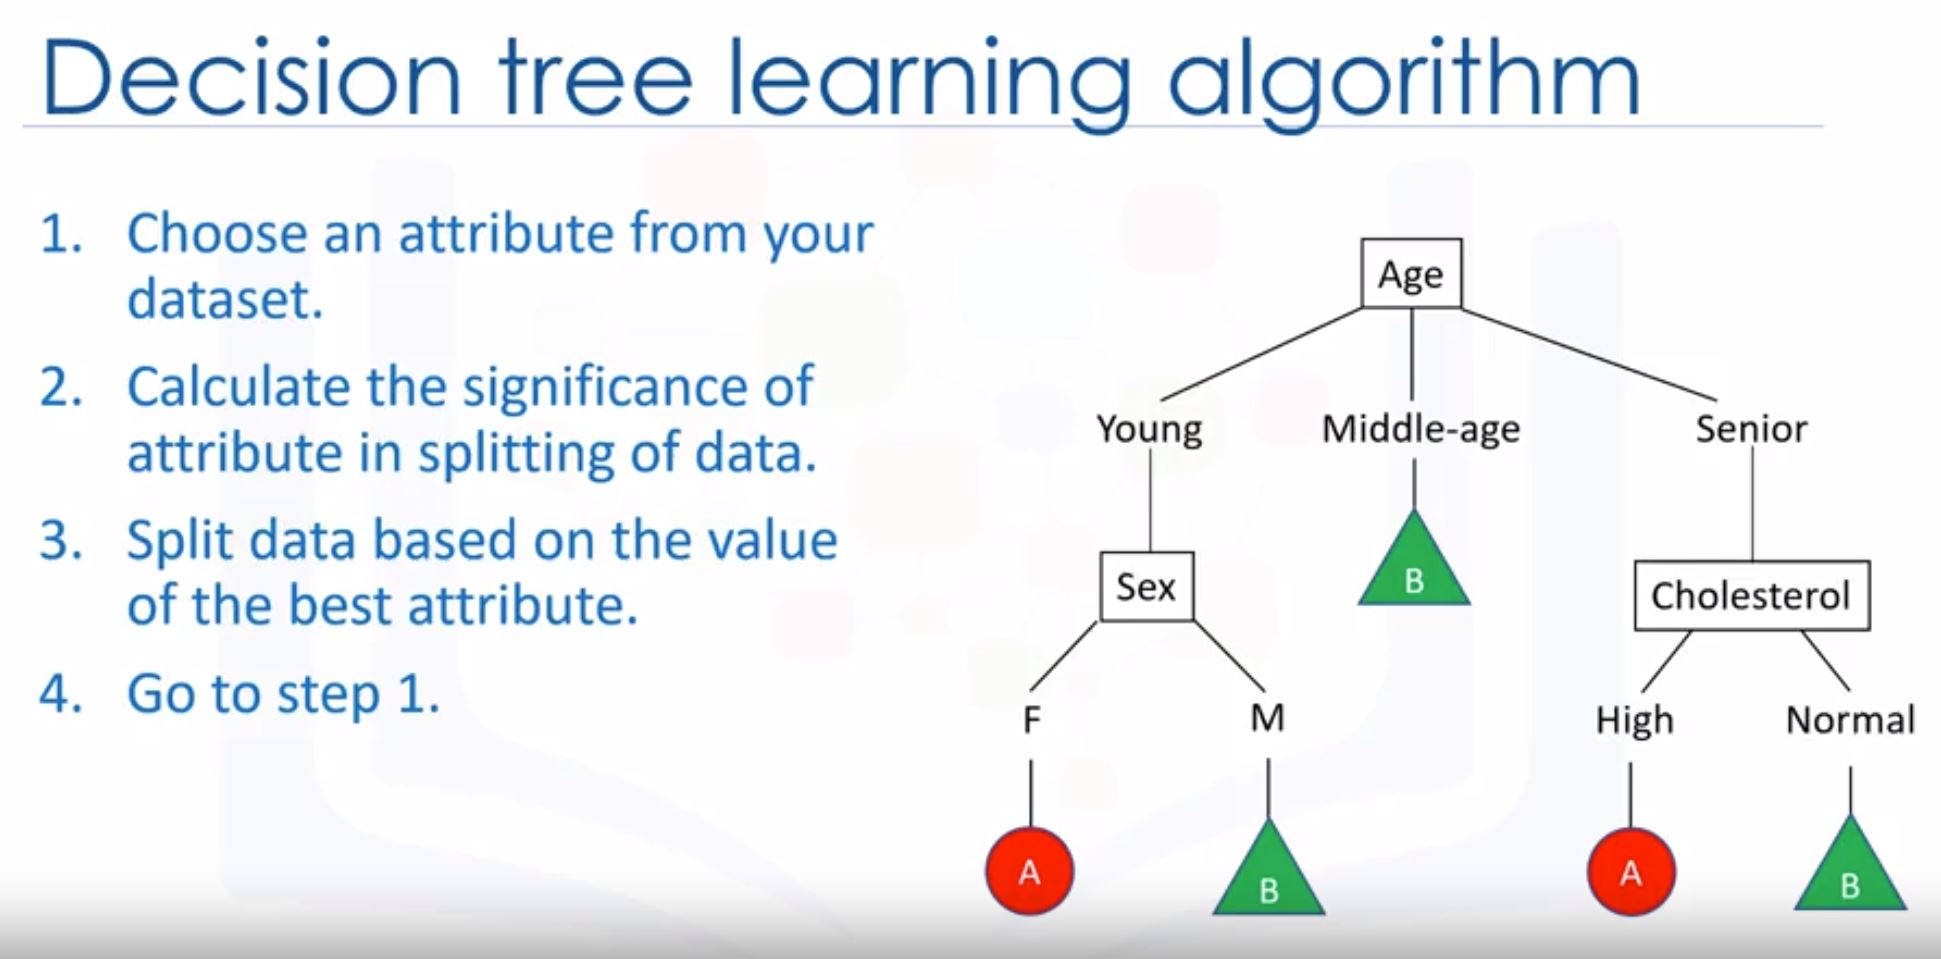 Decision tree learning algorithm
1. Choose an attribute from your
dataset.
2. Calculate the significance of
attribute in splitting of data.
3. Split data based on the value
of the best attribute.
4. Go to step 1.
Age
Young Middle-age Senior
Sex B Cholesterol
F M High Normal
A B A B